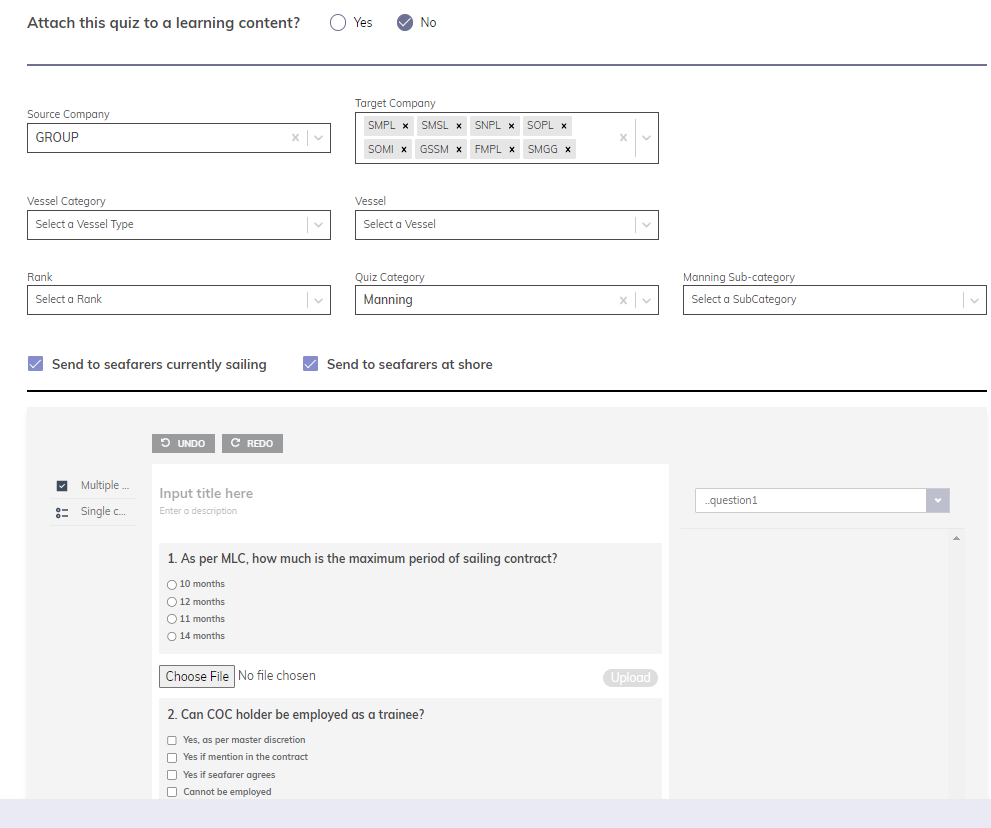 Attach this quiz to a learning content? Yes No
Source Company
GROUP
Target Company
SMPL × SMSL × SNPL × SOPL ×
SOMI × GSSM × FMPL × SMGG ×
Vessel Category
Select a Vessel Type
Vessel
Select a Vessel
Rank
Select a Rank
Quiz Category
Manning
Manning Sub-category
Select a SubCategory
Send to seafarers currently sailing
Send to seafarers at shore
UNDO
REDO
Multiple ...
Single c...
Input title here
Enter a description
..question1
1. As per MLC, how much is the maximum period of sailing contract?
10 months
12 months
11 months
14 months
Choose File No file chosen
Upload
2. Can COC holder be employed as a trainee?
Yes, as per master discretion
Yes if mention in the contract
Yes if seafarer agrees
Cannot be employed